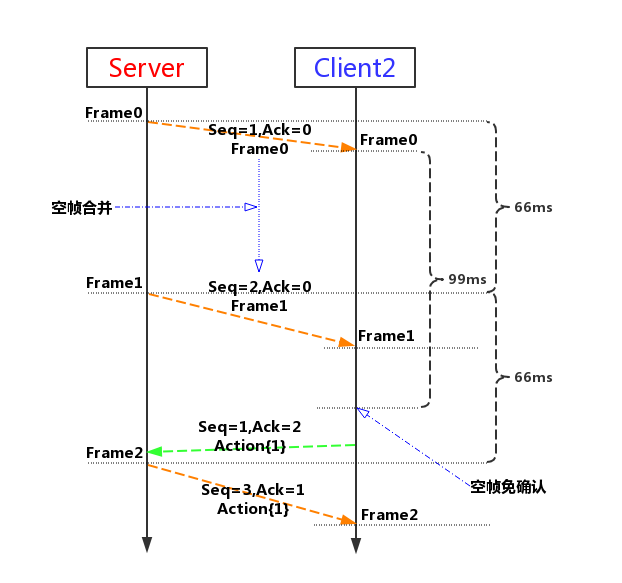 Server
Client2
Frame0
Seq=1,Ack=0
Frame0
Frame0
66ms
空帧合并
99ms
Frame1
Seq=2,Ack=0
Frame1
Frame1
66ms
Seq=1,Ack=2
Action{1}
Frame2
空帧免确认
Seq=3,Ack=1
Action{1}
Frame2